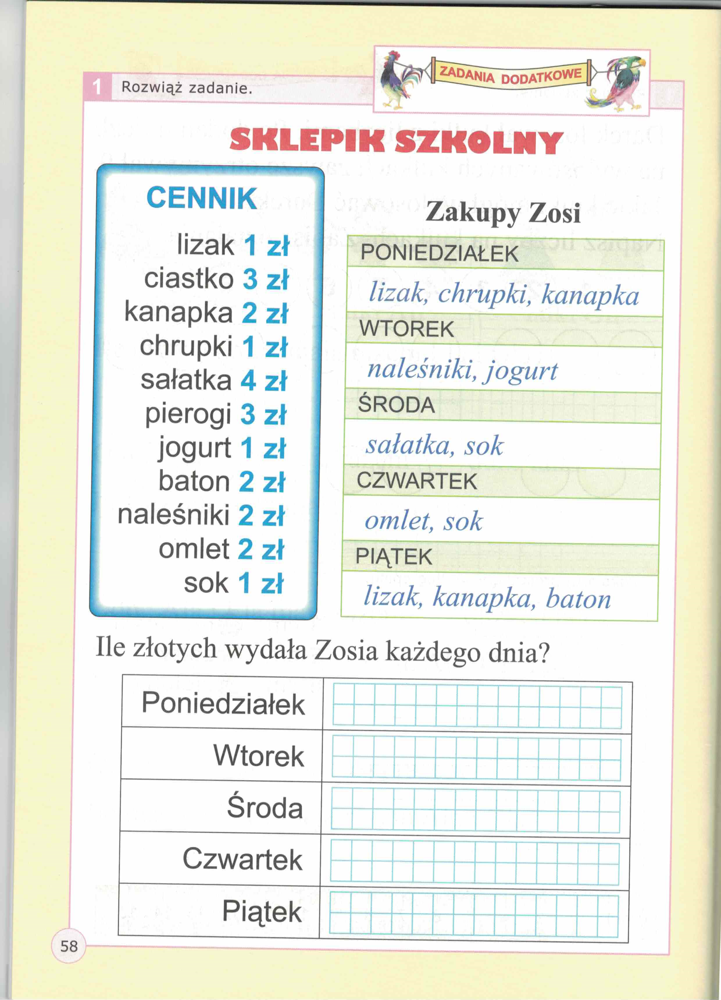 ZADANIA DODATKOWE
1 Rozwiąż zadanie.
SKLEPIK SZKOLNY
CENNIK
lizak 1 zł
ciastko 3 zł
kanapka 2 zł
chrupki 1 zł
sałatka 4 zł
pierogi 3 zł
jogurt 1 zł
baton 2 zł
naleśniki 2 zł
omlet 2 zł
sok 1 zł
Zakupy Zosi
PONIEDZIAŁEK
lizak, chrupki, kanapka
WTOREK
naleśniki, jogurt
ŚRODA
sałatka, sok
CZWARTEK
omlet, sok
PIĄTEK
lizak, kanapka, baton
Ile złotych wydała Zosia każdego dnia?
Poniedziałek
Wtorek
Środa
Czwartek
Piątek
58